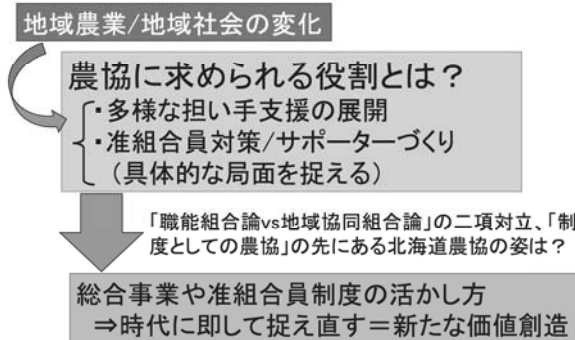 地域農業/地域社会の変化
農協に求められる役割とは？
・多様な担い手支援の展開
・准組合員対策/サポーターづくり
（具体的な局面を捉える）
「職能組合論vs地域協同組合論」の二項対立、「制
度としての農協」の先にある北海道農協の姿は？
総合事業や准組合員制度の活かし方
⇒時代に即して捉え直す＝新たな価値創造